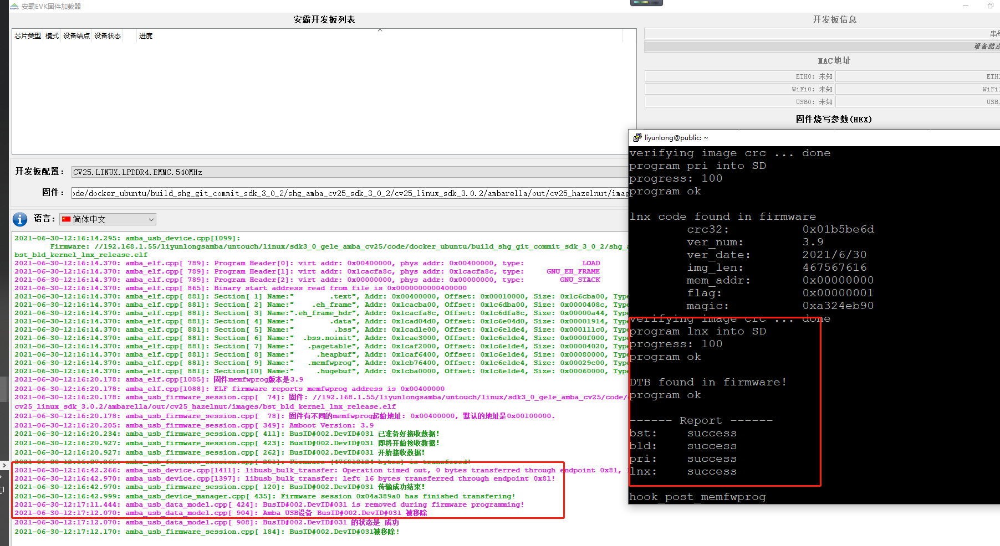 安霸EVK固件加载器
安霸开发板列表
芯片类型 模式 设备结点 设备状态 进度
开发板信息
串号
设备结点
MAC地址
ETH0: 未知 ETH1
WiFi0: 未知 WiFi1
USB0: 未知 USB1
固件烧写参数(HEX)
开发板配置: CV25.LINUX.LPDDR4.EMMC.540MHz
固件: ode/docker_ubuntu/build_shg_git_commit_sdk_3_0_2/shg_amba_cv25_sdk_3_0_2/cv25_linux_sdk_3.0.2/ambarella/out/cv25_hazelnut/imag
语言: 简体中文
2021-06-30-12:16:14.295: amba_usb_device.cpp[1099]:
Firmware: //192.168.1.55/liyunlongsamba/untouch/linux/sdk3_0_gele_amba_cv25/code/docker_ubuntu/build_shg_git_commit_sdk_3_0_2/shg_a
bst_bld_kernel_lnx_release.elf
2021-06-30-12:16:14.370: amba_elf.cpp[ 789]: Program Header[0]: virt addr: 0x00400000, phys addr: 0x00400000, type: LOAD
2021-06-30-12:16:14.370: amba_elf.cpp[ 789]: Program Header[1]: virt addr: 0x1cacfa8c, phys addr: 0x1cacfa8c, type: GNU_EH_FRAME
2021-06-30-12:16:14.370: amba_elf.cpp[ 789]: Program Header[2]: virt addr: 0x00000000, phys addr: 0x00000000, type: GNU_STACK
2021-06-30-12:16:14.370: amba_elf.cpp[ 865]: Binary start address read from file is 0x0000000000400000
2021-06-30-12:16:14.370: amba_elf.cpp[ 881]: Section[ 1] Name:" .text", Addr: 0x00400000, Offset: 0x00010000, Size: 0x1c6cba00, Type
2021-06-30-12:16:14.370: amba_elf.cpp[ 881]: Section[ 2] Name:" .eh_frame", Addr: 0x1cacba00, Offset: 0x1c6dba00, Size: 0x0000408c, Type
2021-06-30-12:16:14.370: amba_elf.cpp[ 881]: Section[ 3] Name:".eh_frame_hdr", Addr: 0x1cacfa8c, Offset: 0x1c6dfa8c, Size: 0x00000a44, Type
2021-06-30-12:16:14.370: amba_elf.cpp[ 881]: Section[ 4] Name:" .data", Addr: 0x1cad04d0, Offset: 0x1c6e04d0, Size: 0x00001914, Type
2021-06-30-12:16:14.370: amba_elf.cpp[ 881]: Section[ 5] Name:" .bss", Addr: 0x1cad1e00, Offset: 0x1c6e1de4, Size: 0x000111c0, Type
2021-06-30-12:16:14.370: amba_elf.cpp[ 881]: Section[ 6] Name:" .bss.noinit", Addr: 0x1cae3000, Offset: 0x1c6e1de4, Size: 0x0000f000, Type
2021-06-30-12:16:14.370: amba_elf.cpp[ 881]: Section[ 7] Name:" .pagetable", Addr: 0x1caf2000, Offset: 0x1c6e1de4, Size: 0x00004020, Type
2021-06-30-12:16:14.370: amba_elf.cpp[ 881]: Section[ 8] Name:" .heapbuf", Addr: 0x1caf6400, Offset: 0x1c6e1de4, Size: 0x00080000, Type
2021-06-30-12:16:14.370: amba_elf.cpp[ 881]: Section[ 9] Name:" .memfwprog", Addr: 0x1cb76400, Offset: 0x1c6e1de4, Size: 0x00029c00, Type
2021-06-30-12:16:14.370: amba_elf.cpp[ 881]: Section[10] Name:" .hugebuf", Addr: 0x1cba0000, Offset: 0x1c6e1de4, Size: 0x00060000, Type
2021-06-30-12:16:20.178: amba_elf.cpp[1085]: 固件memfwprog版本是3.9
2021-06-30-12:16:20.178: amba_elf.cpp[1088]: ELF firmware reports memfwprog address is 0x00400000
2021-06-30-12:16:20.178: amba_usb_firmware_session.cpp[ 74]: 固件: //192.168.1.55/liyunlongsamba/untouch/linux/sdk3_0_gele_amba_cv25/code/
cv25_linux_sdk_3.0.2/ambarella/out/cv25_hazelnut/images/bst_bld_kernel_lnx_release.elf
2021-06-30-12:16:20.178: amba_usb_firmware_session.cpp[ 78]: 固件有不同的memfwprog起始地址: 0x00400000, 默认的地址是0x00100000.
2021-06-30-12:16:20.205: amba_usb_firmware_session.cpp[ 349]: Amboot Version: 3.9
2021-06-30-12:16:20.234: amba_usb_firmware_session.cpp[ 411]: BusID#002.DevID#031 已准备好接收数据!
2021-06-30-12:16:20.927: amba_usb_firmware_session.cpp[ 423]: BusID#002.DevID#031 即将开始接收数据!
2021-06-30-12:16:20.927: amba_usb_firmware_session.cpp[ 262]: BusID#002.DevID#031 开始接收数据!
2021-06-30-12:16:37.265: amba_usb_firmware_session.cpp[ 291]: Firmware (476913124 bytes) is transfered!
2021-06-30-12:16:42.266: amba_usb_device.cpp[1411]: libusb_bulk_transfer: Operation timed out, 0 bytes transferred through endpoint 0x81,
2021-06-30-12:16:42.970: amba_usb_device.cpp[1397]: libusb_bulk_transfer: left 16 bytes transferred through endpoint 0x81!
2021-06-30-12:16:42.970: amba_usb_firmware_session.cpp[ 120]: BusID#002.DevID#031 传输成功结束!
2021-06-30-12:16:42.999: amba_usb_device_manager.cpp[ 435]: Firmware session 0x04a389a0 has finished transfering!
2021-06-30-12:17:11.444: amba_usb_data_model.cpp[ 424]: BusID#002.DevID#031 is removed during firmware programming!
2021-06-30-12:17:12.070: amba_usb_data_model.cpp[ 904]: Amba USB设备 BusID#002.DevID#031 被移除
2021-06-30-12:17:12.070: amba_usb_data_model.cpp[ 908]: BusID#002.DevID#031 的状态是 成功
2021-06-30-12:17:12.170: amba_usb_firmware_session.cpp[ 184]: BusID#002.DevID#031被移除!
liyunlong@public: ~
verifying image crc ... done
program pri into SD
progress: 100
program ok
lnx code found in firmware
crc32: 0x01b5be6d
ver_num: 3.9
ver_date: 2021/6/30
img_len: 467567616
mem_addr: 0x00000000
flag: 0x00000001
magic: 0xa324eb90
verifying image crc ... done
program lnx into SD
progress: 100
program ok
DTB found in firmware!
program ok
------ Report ------
bst: success
bld: success
pri: success
lnx: success
hook_post_memfwprog